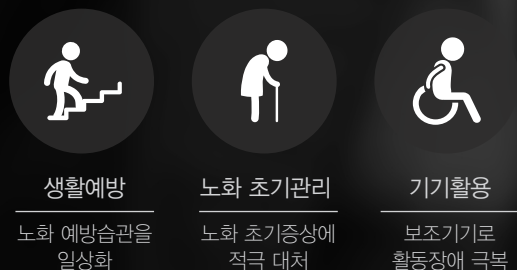 생활예방
노화 예방습관을
일상화
노화 초기관리
노화 초기증상에
적극 대처
기기활용
보조기기로
활동장애 극복